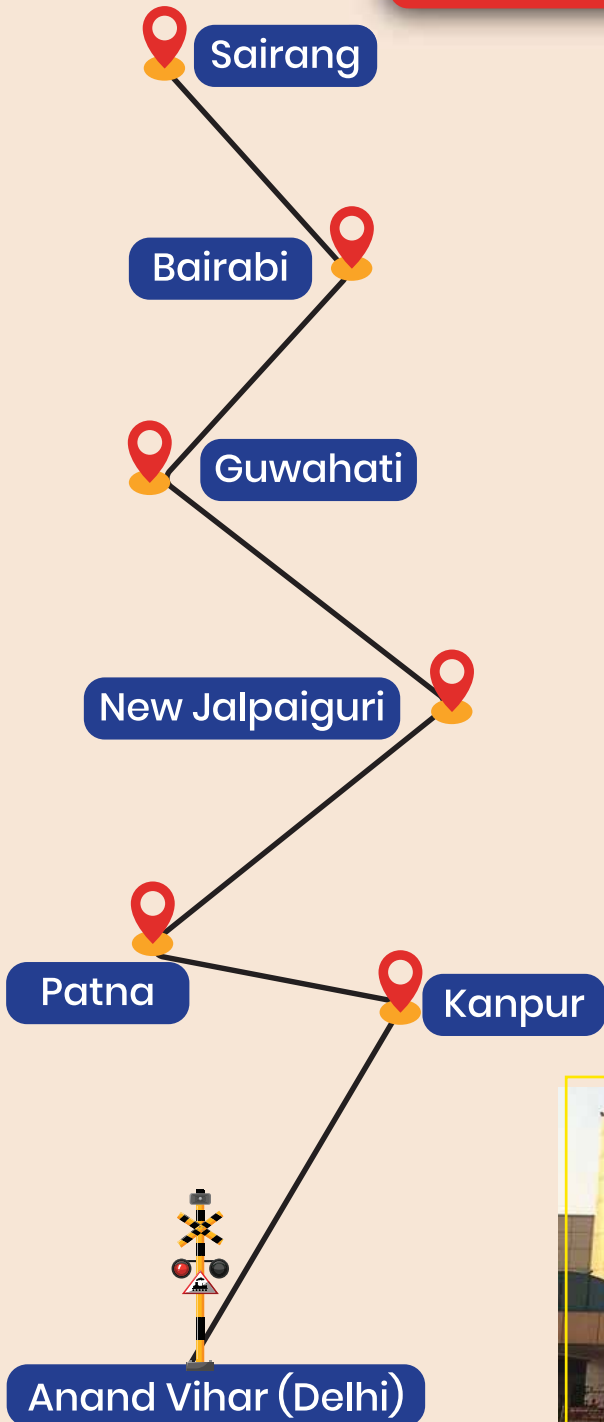 Sairang
Bairabi
Guwahati
New Jalpaiguri
Patna
Kanpur
Anand Vihar (Delhi)